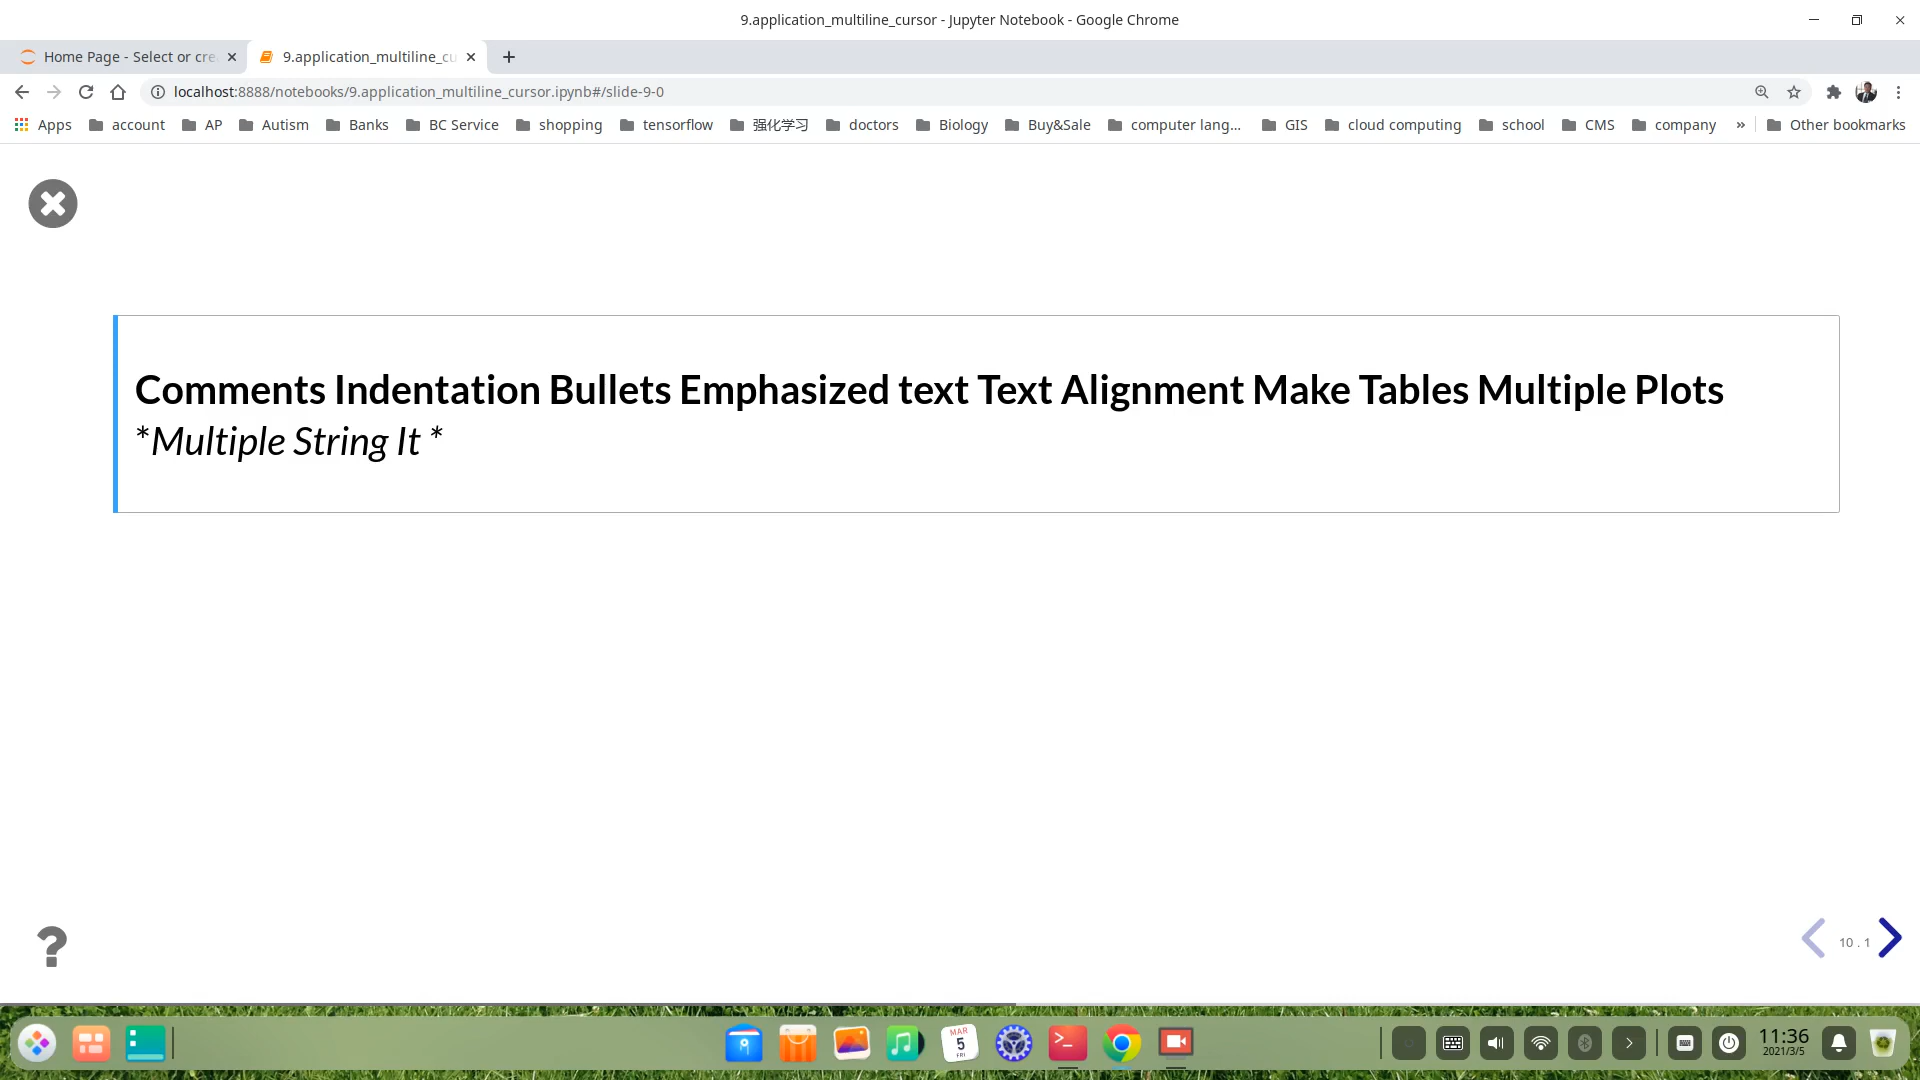 9.application_multiline_cursor - Jupyter Notebook - Google Chrome
Home Page - Select or cre
9.application_multiline_cu
localhost:8888/notebooks/9.application_multiline_cursor.ipynb#/slide-9-0
Apps account AP Autism Banks BC Service shopping tensorflow 强化学习 doctors Biology Buy&Sale computer lang... GIS cloud computing school CMS company » Other bookmarks
Comments Indentation Bullets Emphasized text Text Alignment Make Tables Multiple Plots
*Multiple String It *
?
10 . 1
MAR
5
FRI
11:36
2021/3/5